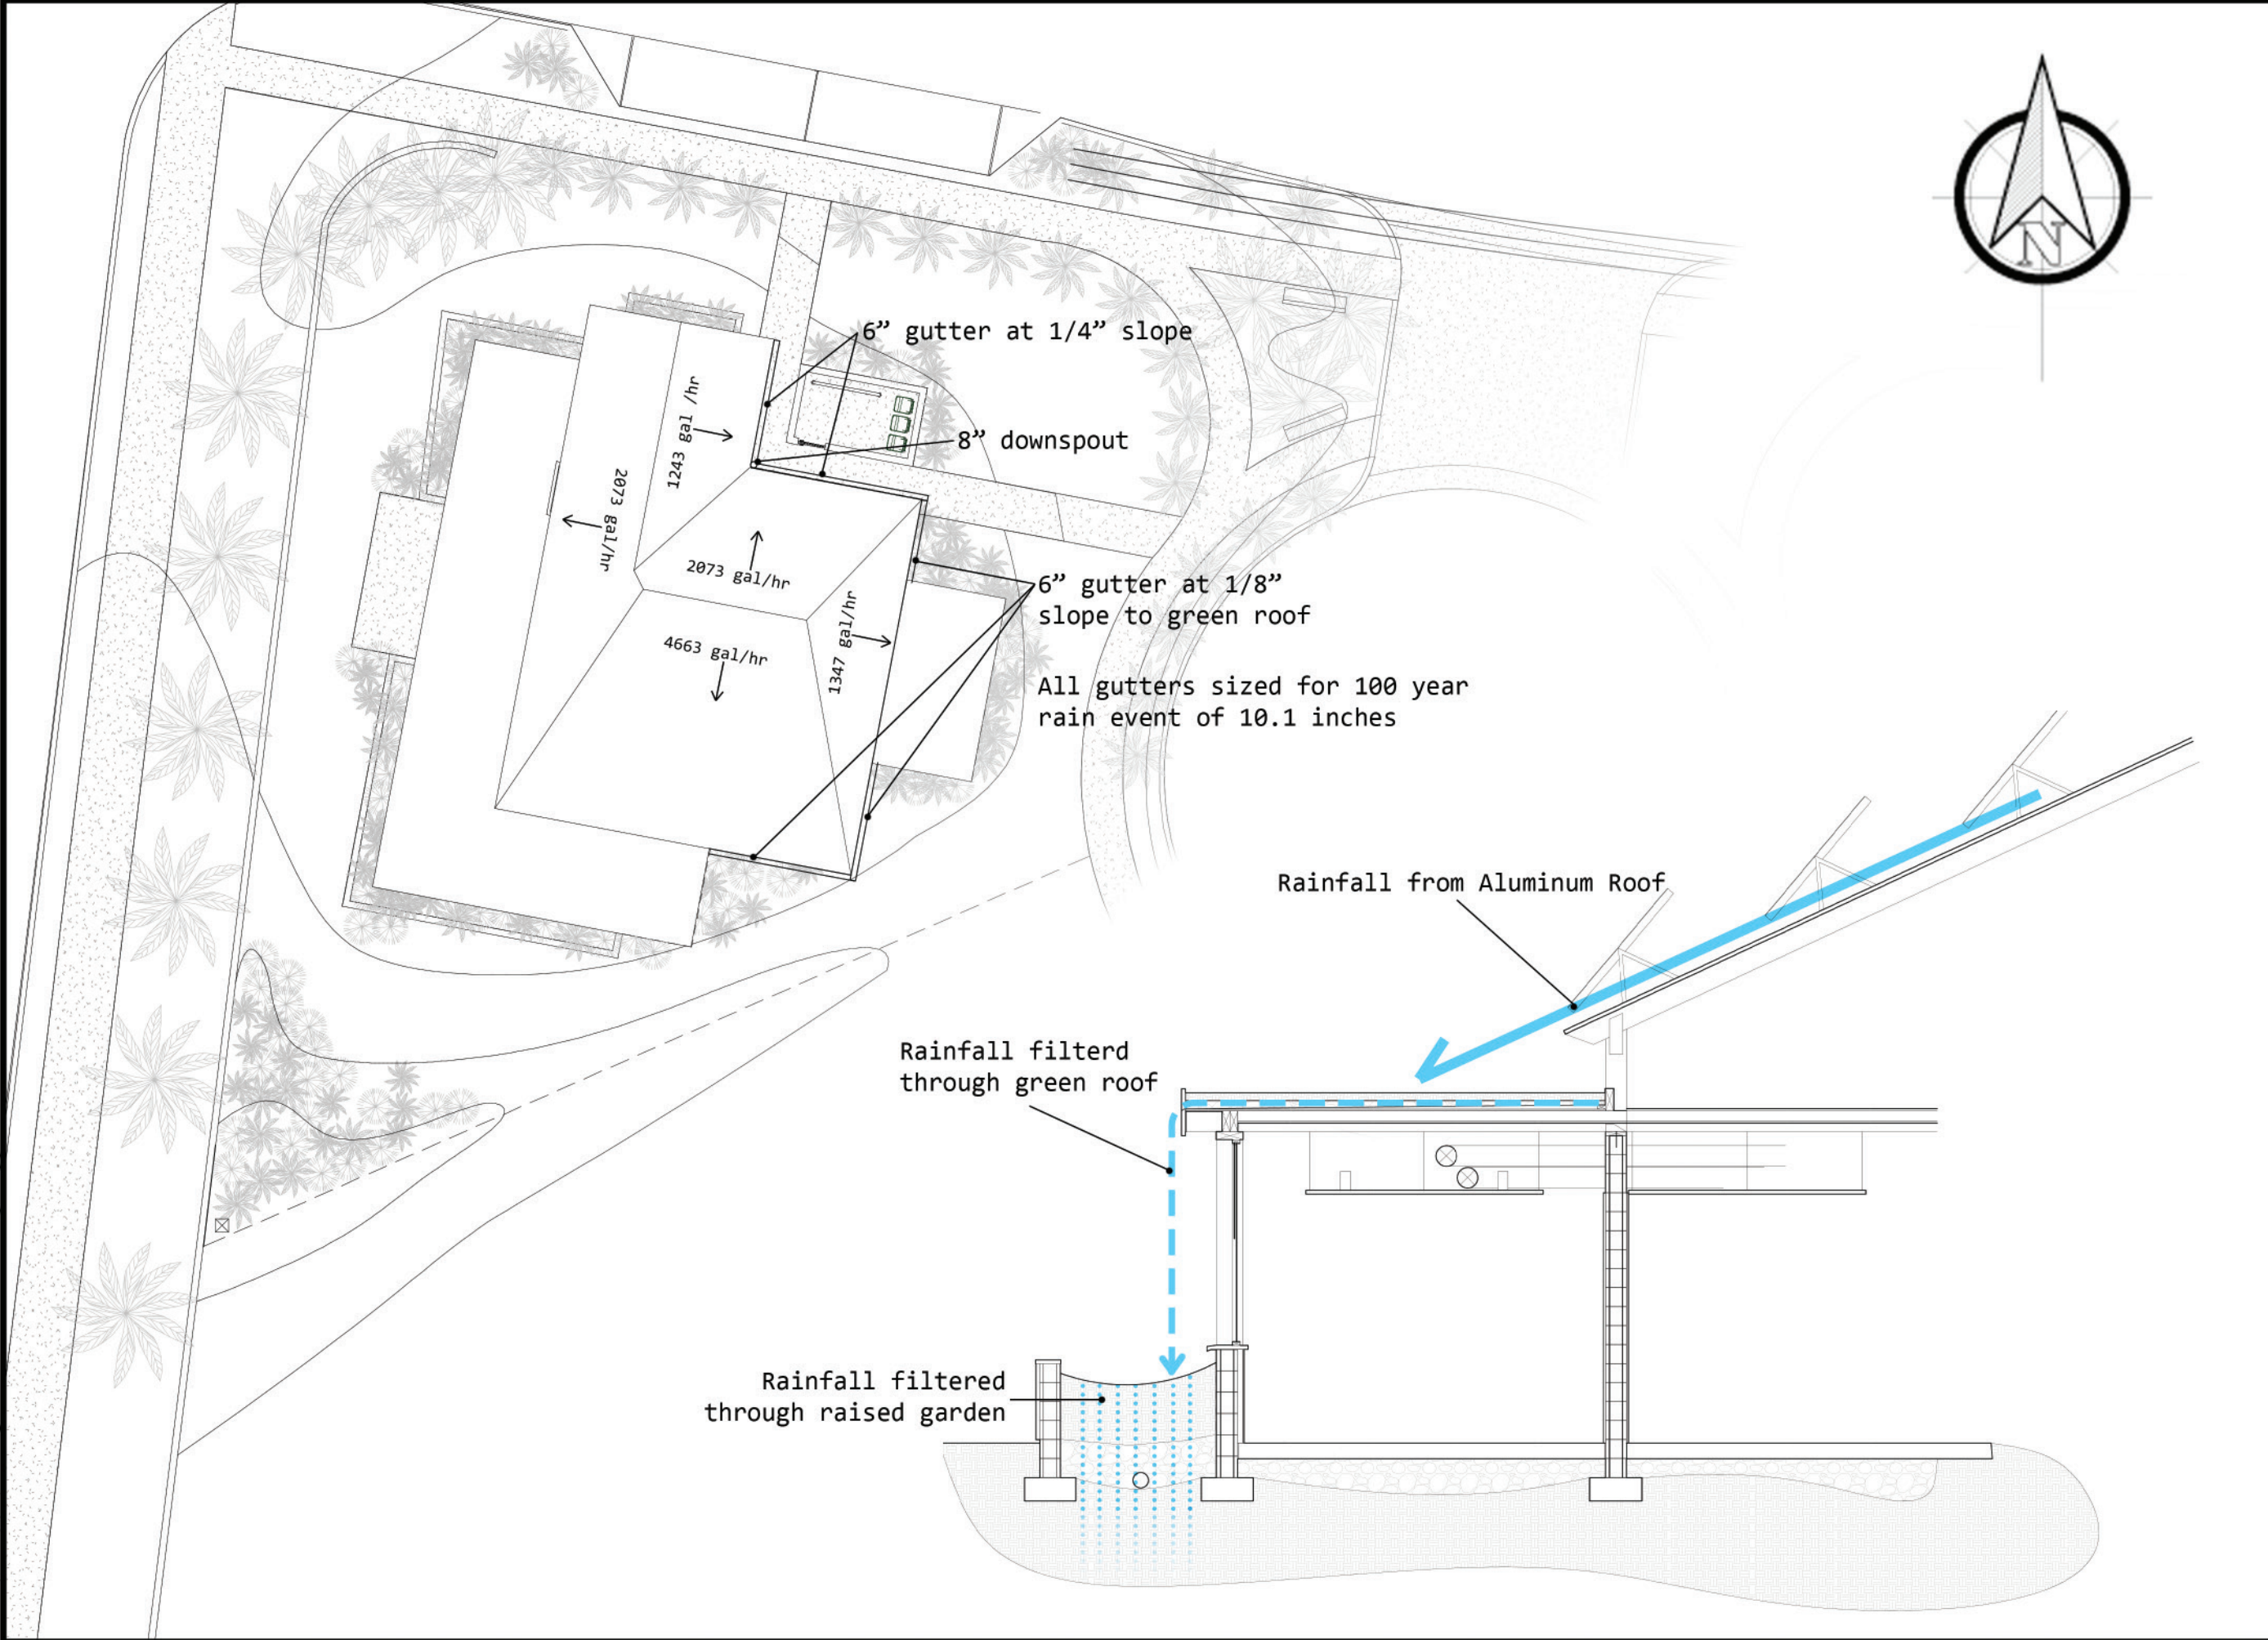 N
6” gutter at 1/4” slope
1243 gal /hr
8” downspout
2073 gal/hr
2073 gal/hr
6” gutter at 1/8”
slope to green roof
1347 gal/hr
4663 gal/hr
All gutters sized for 100 year
rain event of 10.1 inches
Rainfall from Aluminum Roof
Rainfall filterd
through green roof
Rainfall filtered
through raised garden